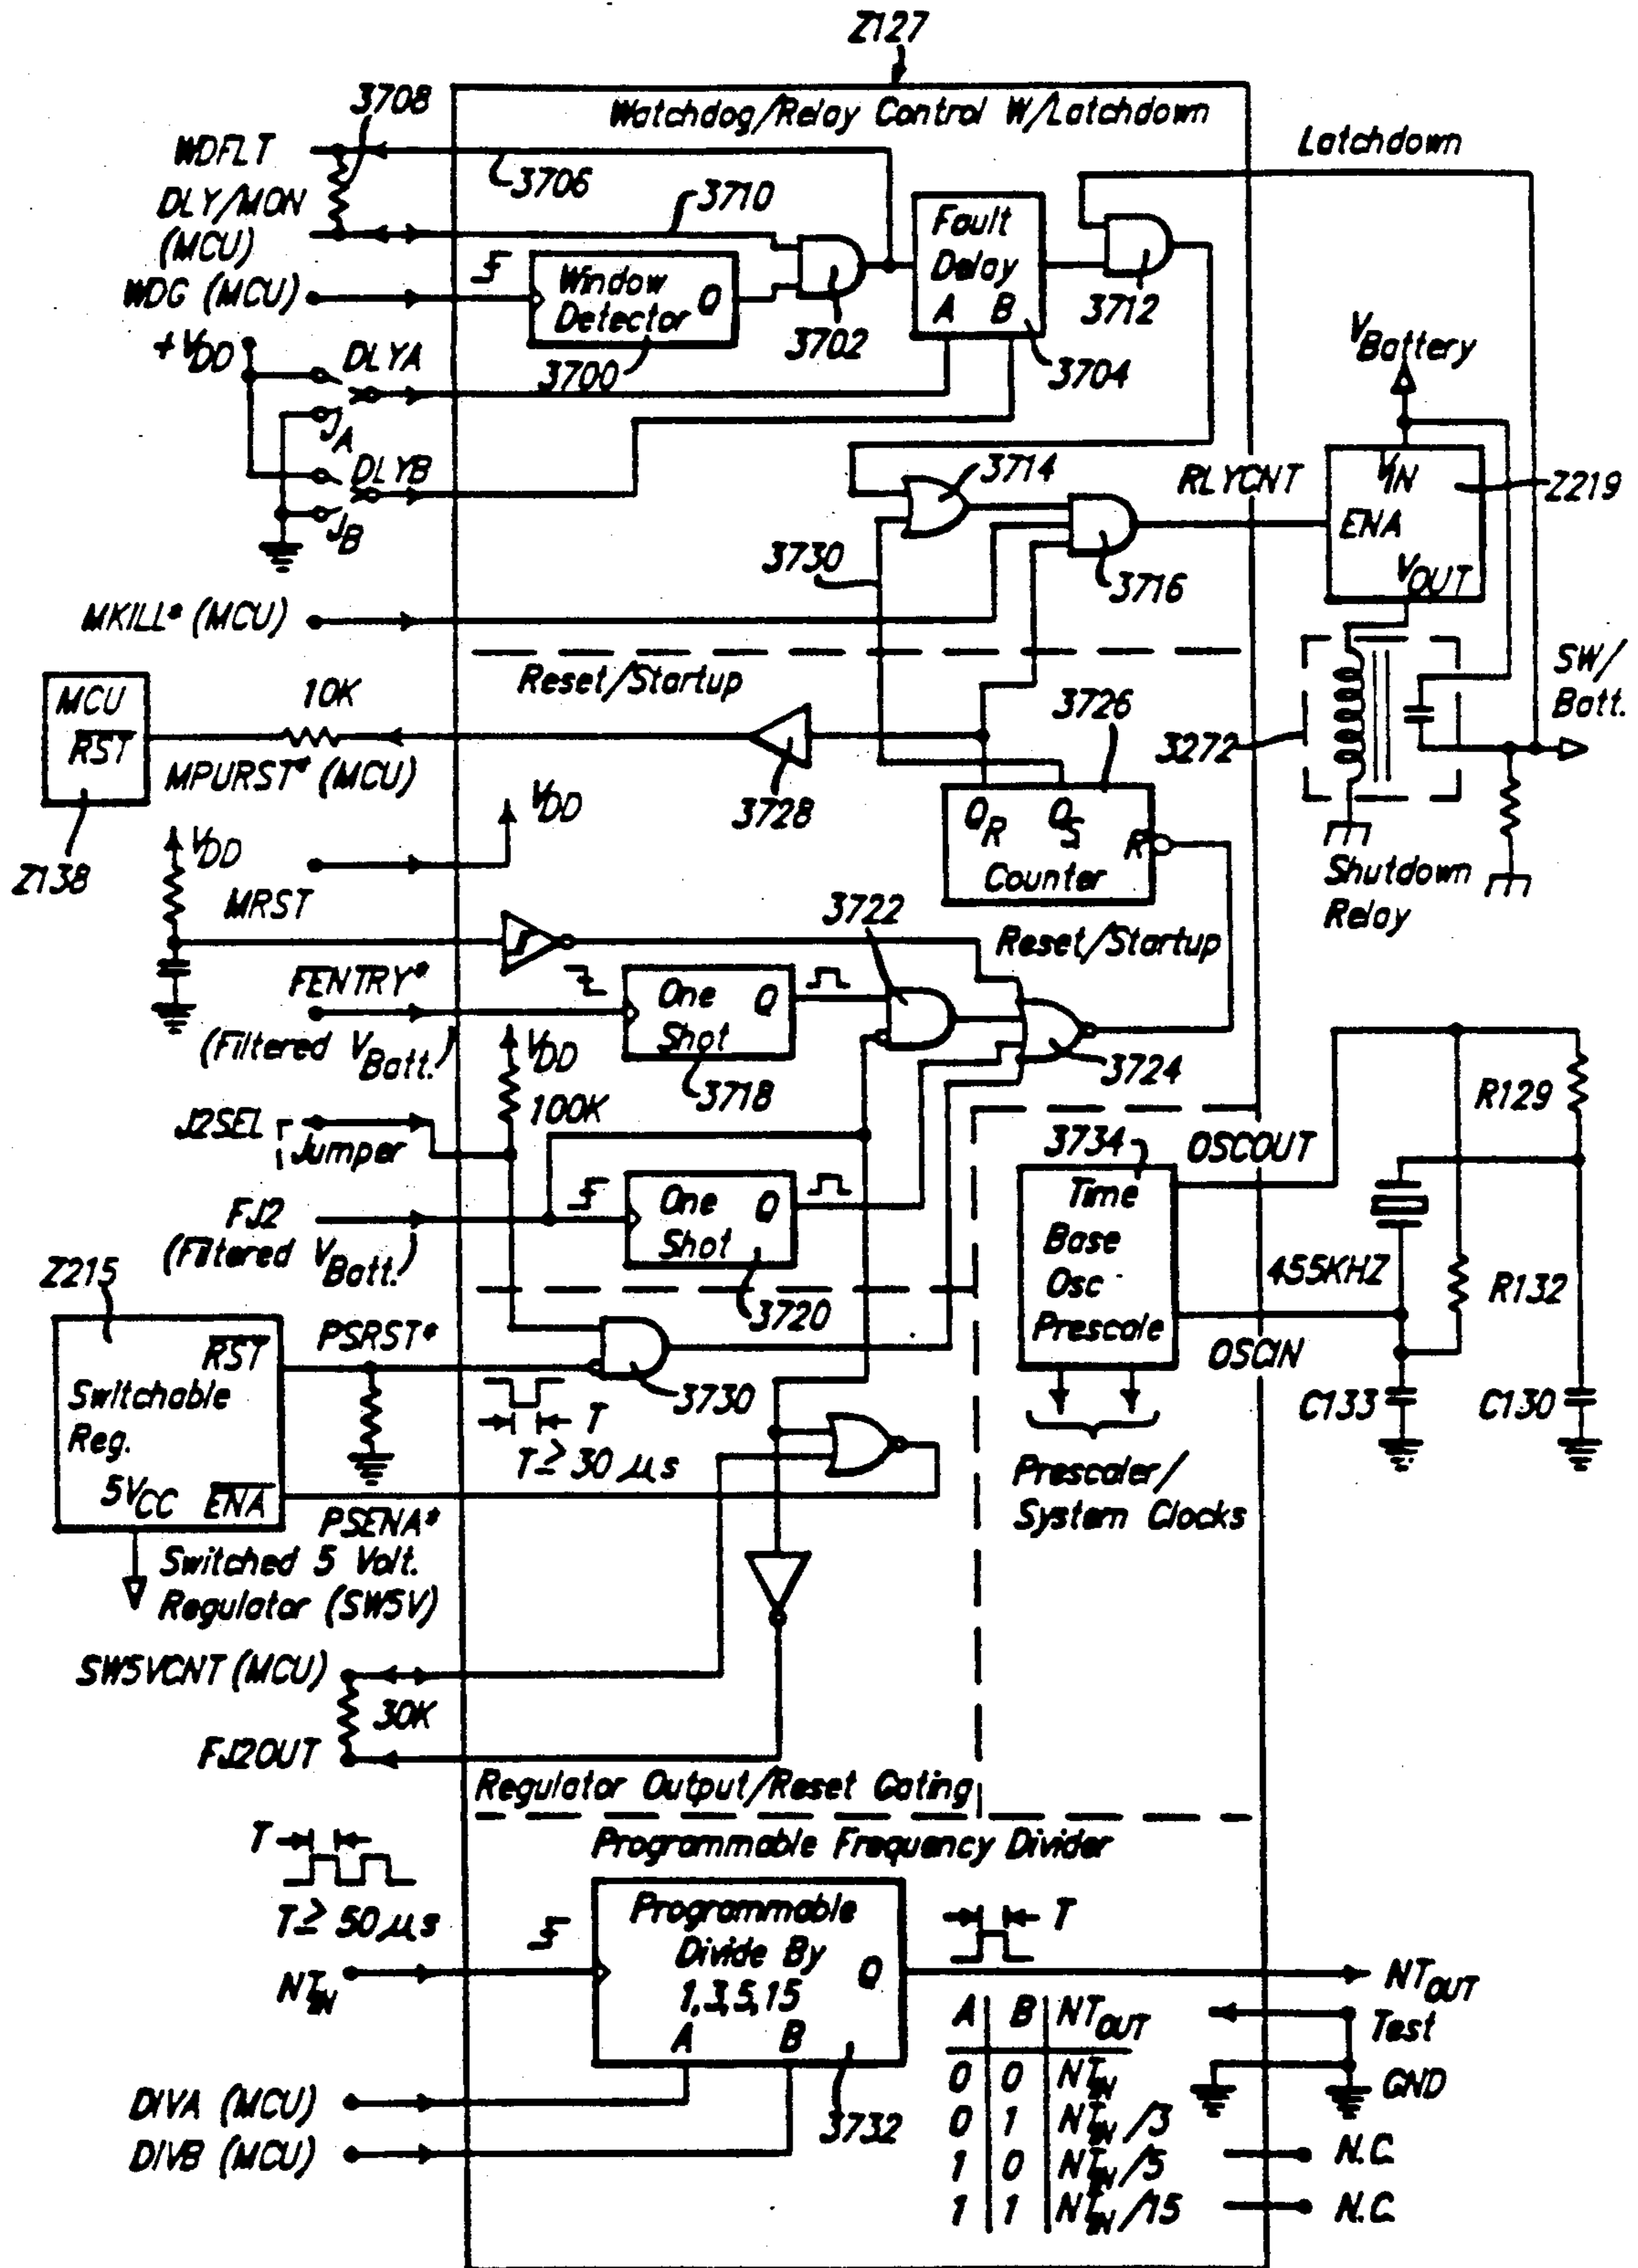 Z127
3708
Watchdog/Relay Control W/Latchdown
WDFLT
3706
Latchdown
DLY/MON
(MCU)
3710
Fault
Delay
A B
WDG (MCU)
Window
Detector Q
3702
3712
+VDD
DLYA
3700
3704
VBattery
JA
DLYB
JB
3714
RLYCNT
VIN
ENA
VOUT
Z219
3730
3716
MKILL* (MCU)
Reset/Startup
SW/
Batt.
MCU
RST
10K
MPURST* (MCU)
3726
3272
3728
VDD
QR QS R
Counter
Z138
VDD
MRST
Shutdown
Relay
3722
Reset/Startup
FENTRY*
(Filtered VBatt.)
One Q
Shot
3718
VDD
100K
3724
J2SEL
Jumper
R129
3734
OSCOUT
FJ2
(Filtered VBatt.)
One Q
Shot
3720
Time
Base
Osc
Prescale
455KHZ
R132
Z215
OSCIN
RST
PSRST*
3730
Switchable
Reg.
5VCC ENA
T
T ≥ 30 μs
C133
C130
PSENA*
Prescaler/
System Clocks
Switched 5 Volt.
Regulator (SW5V)
SW5VCNT (MCU)
30K
FJ2OUT
Regulator Output/Reset Gating
Programmable Frequency Divider
T
T ≥ 50 μs
Programmable
Divide By
1,3,5,15
Q
A B
T
NTIN
NTOUT
A B NTOUT
Test
0 0 NTIN
GND
0 1 NTIN/3
1 0 NTIN/5
N.C.
1 1 NTIN/15
N.C.
DIVA (MCU)
3732
DIVB (MCU)